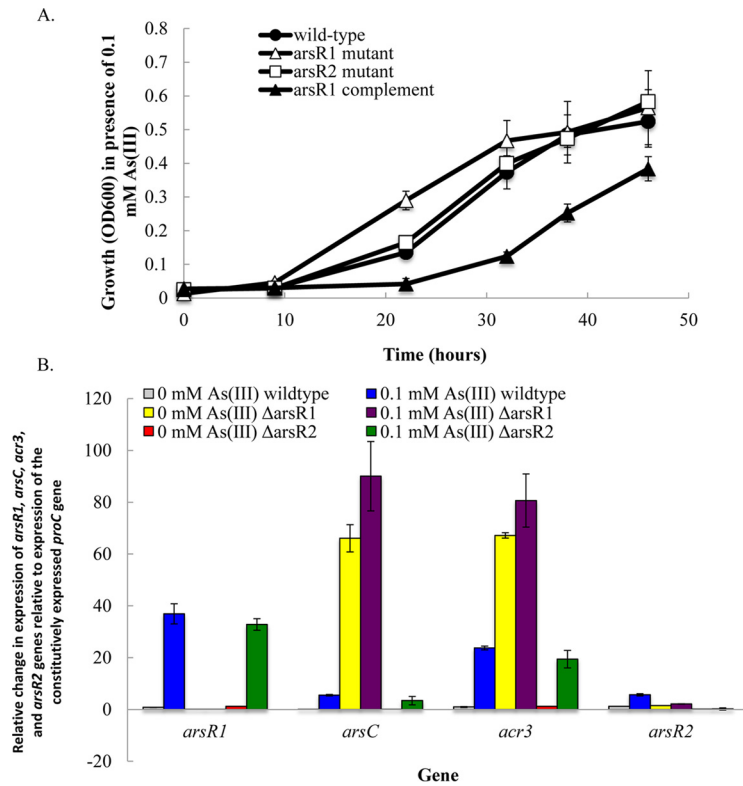 A.
wild-type
arsR1 mutant
arsR2 mutant
arsR1 complement
Growth (OD600) in presence of 0.1
mM As(III)
0.8
0.7
0.6
0.5
0.4
0.3
0.2
0.1
0
0 10 20 30 40 50
Time (hours)
B.
0 mM As(III) wildtype 0.1 mM As(III) wildtype
0 mM As(III) ΔarsR1 0.1 mM As(III) ΔarsR1
0 mM As(III) ΔarsR2 0.1 mM As(III) ΔarsR2
Relative change in expression of arsR1, arsC, acr3,
and arsR2 genes relative to expression of the
constitutively expressed proC gene
120
100
80
60
40
20
0
-20
arsR1 arsC acr3 arsR2
Gene